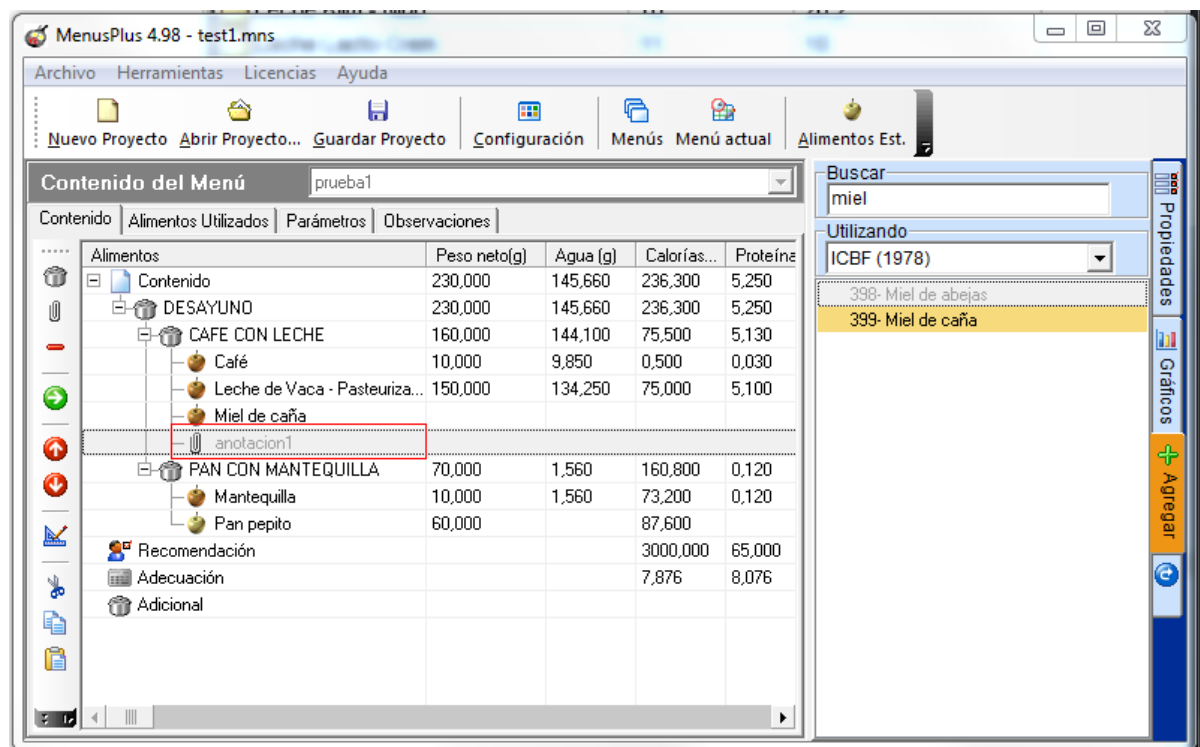 MenusPlus 4.98 - test1.mns
Archivo Herramientas Licencias Ayuda
Nuevo Proyecto Abrir Proyecto... Guardar Proyecto Configuración Menús Menú actual Alimentos Est.
Contenido del Menú prueba1
Contenido Alimentos Utilizados Parámetros Observaciones
Alimentos Peso neto(g) Agua (g) Calorías... Proteína
Contenido 230,000 145,660 236,300 5,250
DESAYUNO 230,000 145,660 236,300 5,250
CAFE CON LECHE 160,000 144,100 75,500 5,130
Café 10,000 9,850 0,500 0,030
Leche de Vaca - Pasteuriza... 150,000 134,250 75,000 5,100
Miel de caña
anotacion1
PAN CON MANTEQUILLA 70,000 1,560 160,800 0,120
Mantequilla 10,000 1,560 73,200 0,120
Pan pepito 60,000 87,600
Recomendación 3000,000 65,000
Adecuación 7,876 8,076
Adicional
Buscar
miel
Utilizando
ICBF (1978)
398- Miel de abejas
399- Miel de caña
Propiedades
Gráficos
Agregar